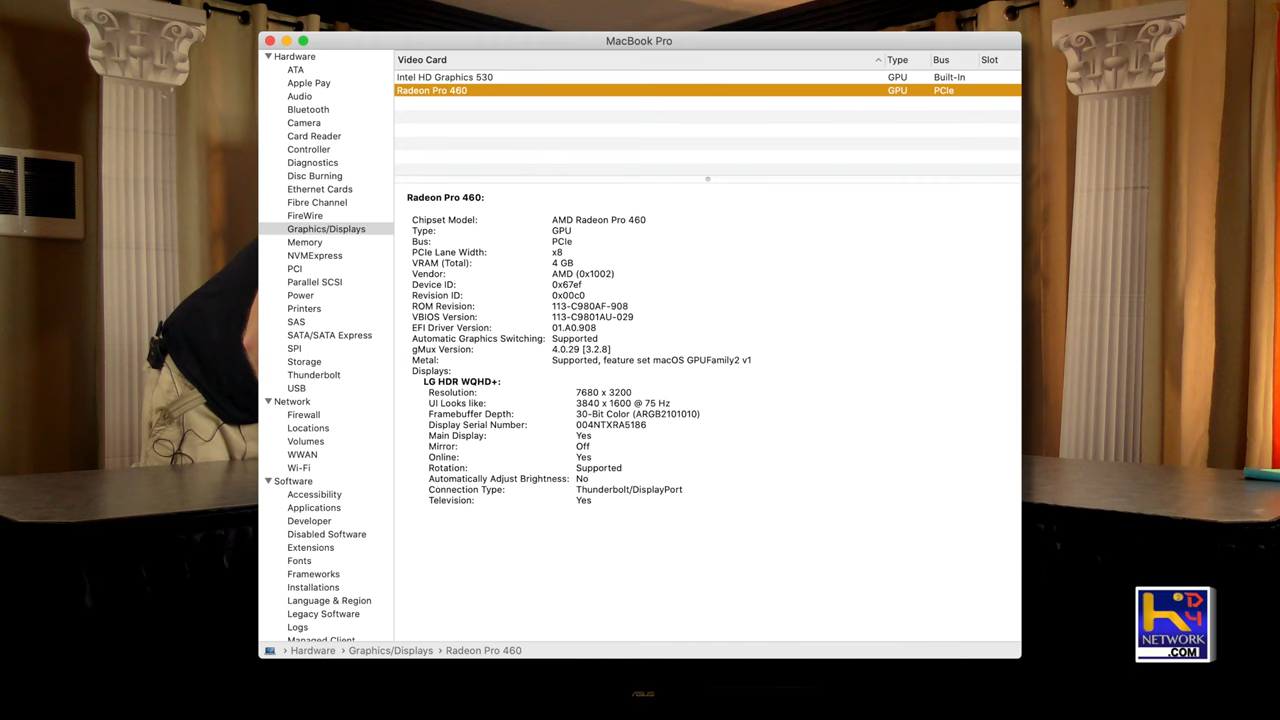 MacBook Pro
Hardware
ATA
Apple Pay
Audio
Bluetooth
Camera
Card Reader
Controller
Diagnostics
Disc Burning
Ethernet Cards
Fibre Channel
FireWire
Graphics/Displays
Memory
NVMExpress
PCI
Parallel SCSI
Power
Printers
SAS
SATA/SATA Express
SPI
Storage
Thunderbolt
USB
Network
Firewall
Locations
Volumes
WWAN
Wi-Fi
Software
Accessibility
Applications
Developer
Disabled Software
Extensions
Fonts
Frameworks
Installations
Language & Region
Legacy Software
Logs
Managed Client
Video Card Type Bus Slot
Intel HD Graphics 530 GPU Built-In
Radeon Pro 460 GPU PCIe
Radeon Pro 460:
Chipset Model: AMD Radeon Pro 460
Type: GPU
Bus: PCIe
PCIe Lane Width: x8
VRAM (Total): 4 GB
Vendor: AMD (0x1002)
Device ID: 0x67ef
Revision ID: 0x00c0
ROM Revision: 113-C980AF-908
VBIOS Version: 113-C9801AU-029
EFI Driver Version: 01.A0.908
Automatic Graphics Switching: Supported
gMux Version: 4.0.29 [3.2.8]
Metal: Supported, feature set macOS GPUFamily2 v1
Displays:
LG HDR WQHD+:
Resolution: 7680 x 3200
UI Looks like: 3840 x 1600 @ 75 Hz
Framebuffer Depth: 30-Bit Color (ARGB2101010)
Display Serial Number: 004NTXRA5186
Main Display: Yes
Mirror: Off
Online: Yes
Rotation: Supported
Automatically Adjust Brightness: No
Connection Type: Thunderbolt/DisplayPort
Television: Yes
› Hardware › Graphics/Displays › Radeon Pro 460
ASUS
NETWORK
.COM